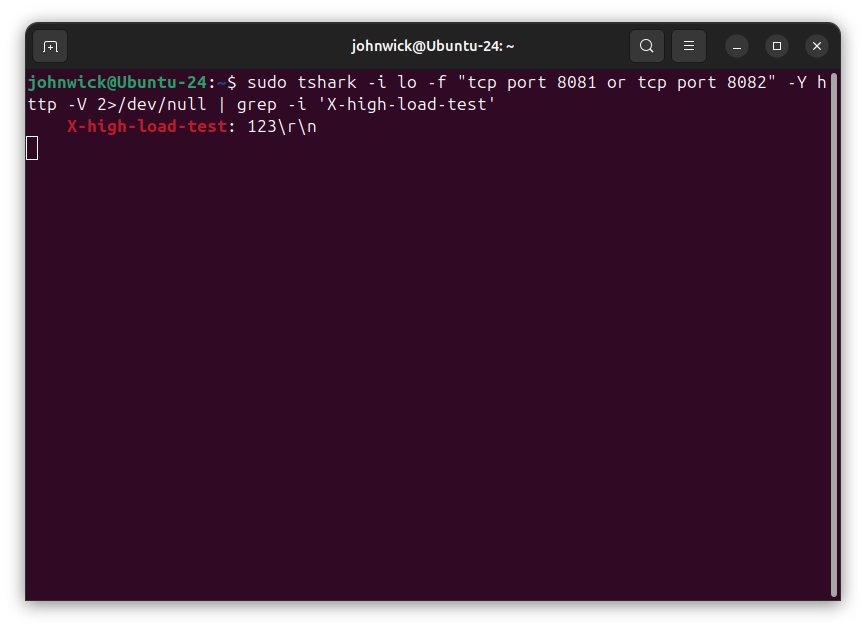 johnwick@Ubuntu-24: ~
johnwick@Ubuntu-24:~$ sudo tshark -i lo -f "tcp port 8081 or tcp port 8082" -Y h
ttp -V 2>/dev/null | grep -i 'X-high-load-test'
X-high-load-test: 123\r\n